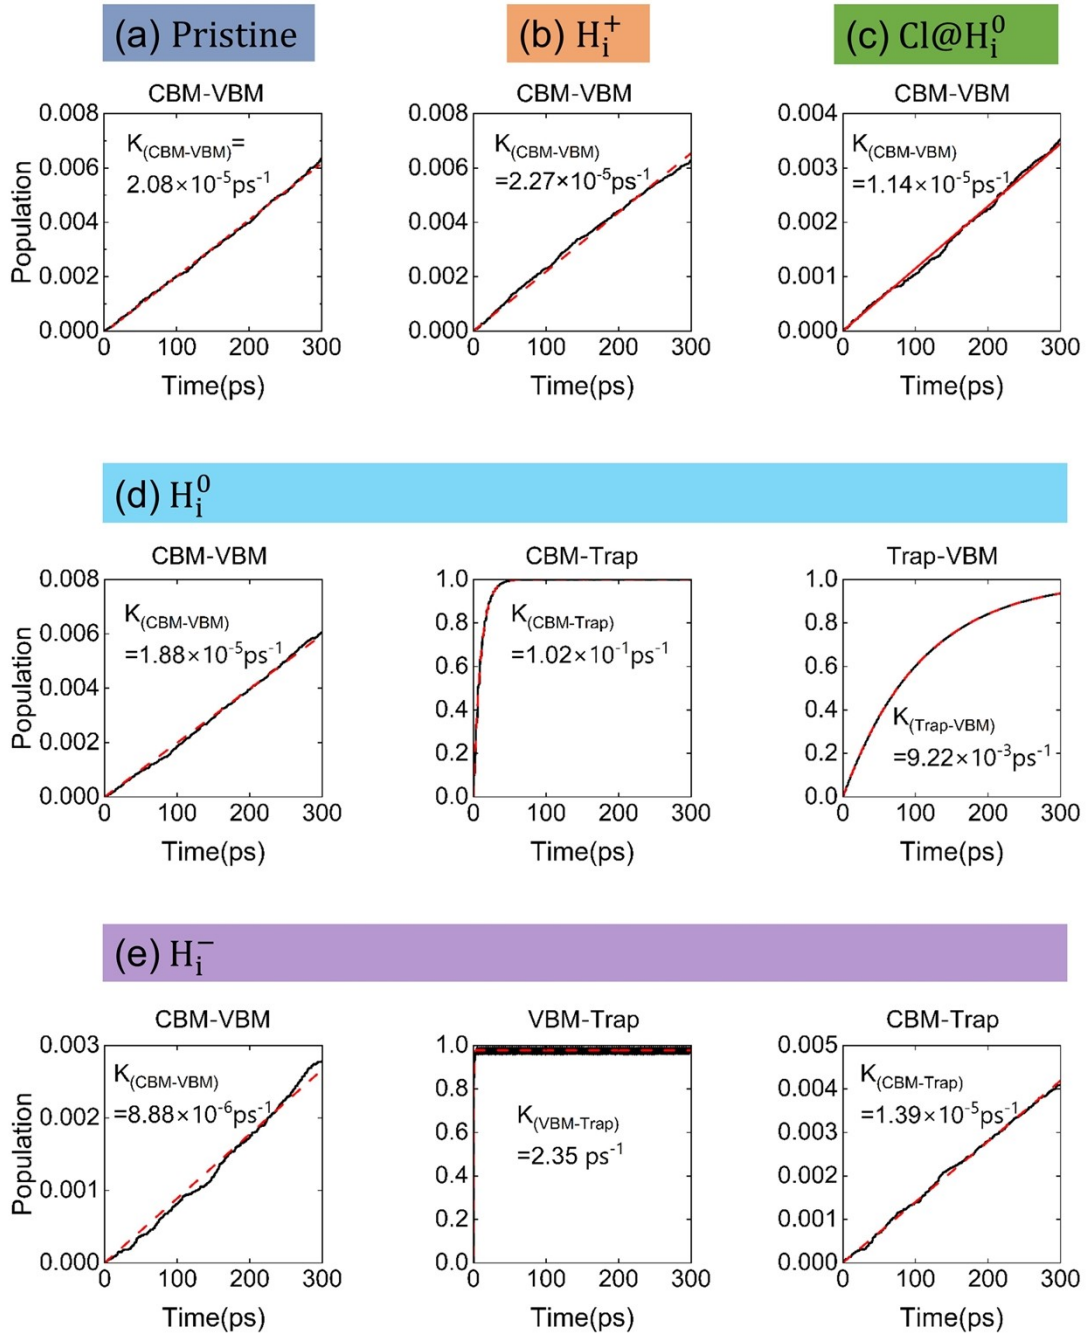 (a) Pristine
(b) H_i^+
(c) Cl@H_i^0
CBM-VBM
0.008
0.006
0.004
0.002
0.000
K(CBM-VBM)=
2.08×10⁻⁵ps⁻¹
Population
0
100
200
300
Time(ps)
CBM-VBM
0.008
0.006
0.004
0.002
0.000
K(CBM-VBM)
=2.27×10⁻⁵ps⁻¹
0
100
200
300
Time(ps)
CBM-VBM
0.004
0.003
0.002
0.001
0.000
K(CBM-VBM)
=1.14×10⁻⁵ps⁻¹
0
100
200
300
Time(ps)
(d) H_i^0
CBM-VBM
0.008
0.006
0.004
0.002
0.000
K(CBM-VBM)
=1.88×10⁻⁵ps⁻¹
Population
0
100
200
300
Time(ps)
CBM-Trap
1.0
0.8
0.6
0.4
0.2
0.0
K(CBM-Trap)
=1.02×10⁻¹ps⁻¹
0
100
200
300
Time(ps)
Trap-VBM
1.0
0.8
0.6
0.4
0.2
0.0
K(Trap-VBM)
=9.22×10⁻³ps⁻¹
0
100
200
300
Time(ps)
(e) H_i^-
CBM-VBM
0.003
0.002
0.001
0.000
K(CBM-VBM)
=8.88×10⁻⁶ps⁻¹
Population
0
100
200
300
Time(ps)
VBM-Trap
1.0
0.8
0.6
0.4
0.2
0.0
K(VBM-Trap)
=2.35 ps⁻¹
0
100
200
300
Time(ps)
CBM-Trap
0.005
0.004
0.003
0.002
0.001
0.000
K(CBM-Trap)
=1.39×10⁻⁵ps⁻¹
0
100
200
300
Time(ps)